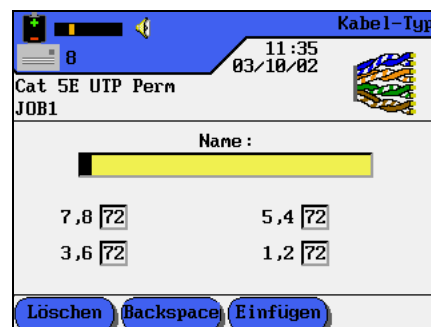 Kabel-Typ
8
11:35
03/10/02
Cat 5E UTP Perm
JOB1
Name:
7,8 72
5,4 72
3,6 72
1,2 72
Löschen Backspace Einfügen